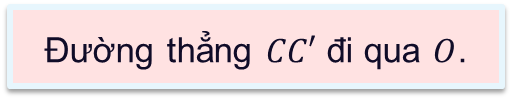 Đường thẳng CC′ đi qua O.